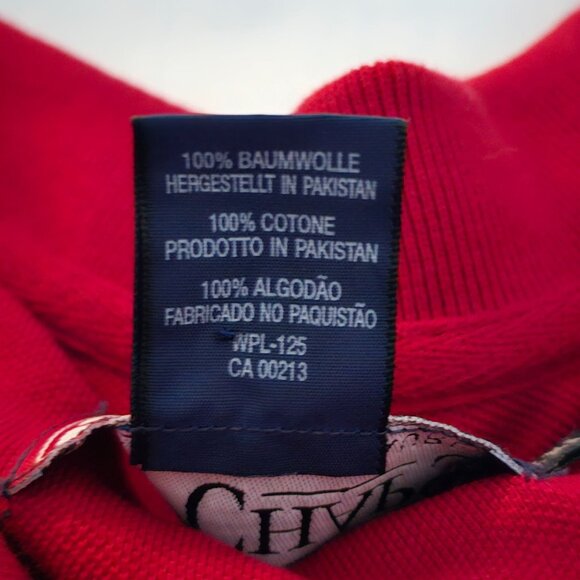 100% BAUMWOLLE
HERGESTELLT IN PAKISTAN
100% COTONE
PRODOTTO IN PAKISTAN
100% ALGODÃO
FABRICADO NO PAQUISTÃO
WPL-125
CA 00213